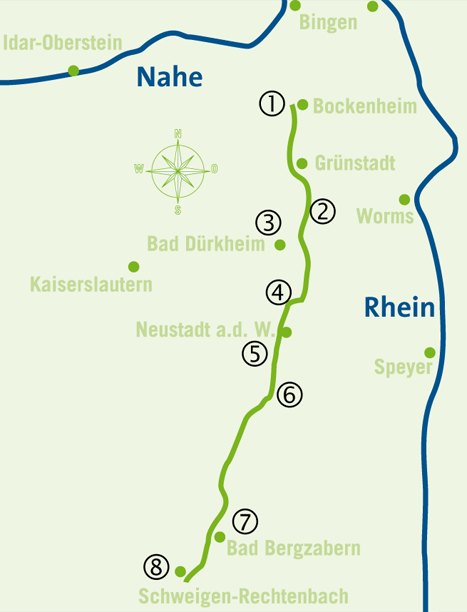 Bingen
Idar-Oberstein
Nahe
① Bockenheim
N
W O
S
Grünstadt
②
Worms
③
Bad Dürkheim
Kaiserslautern
④
Rhein
Neustadt a.d. W.
⑤
Speyer
⑥
⑦
Bad Bergzabern
⑧
Schweigen-Rechtenbach